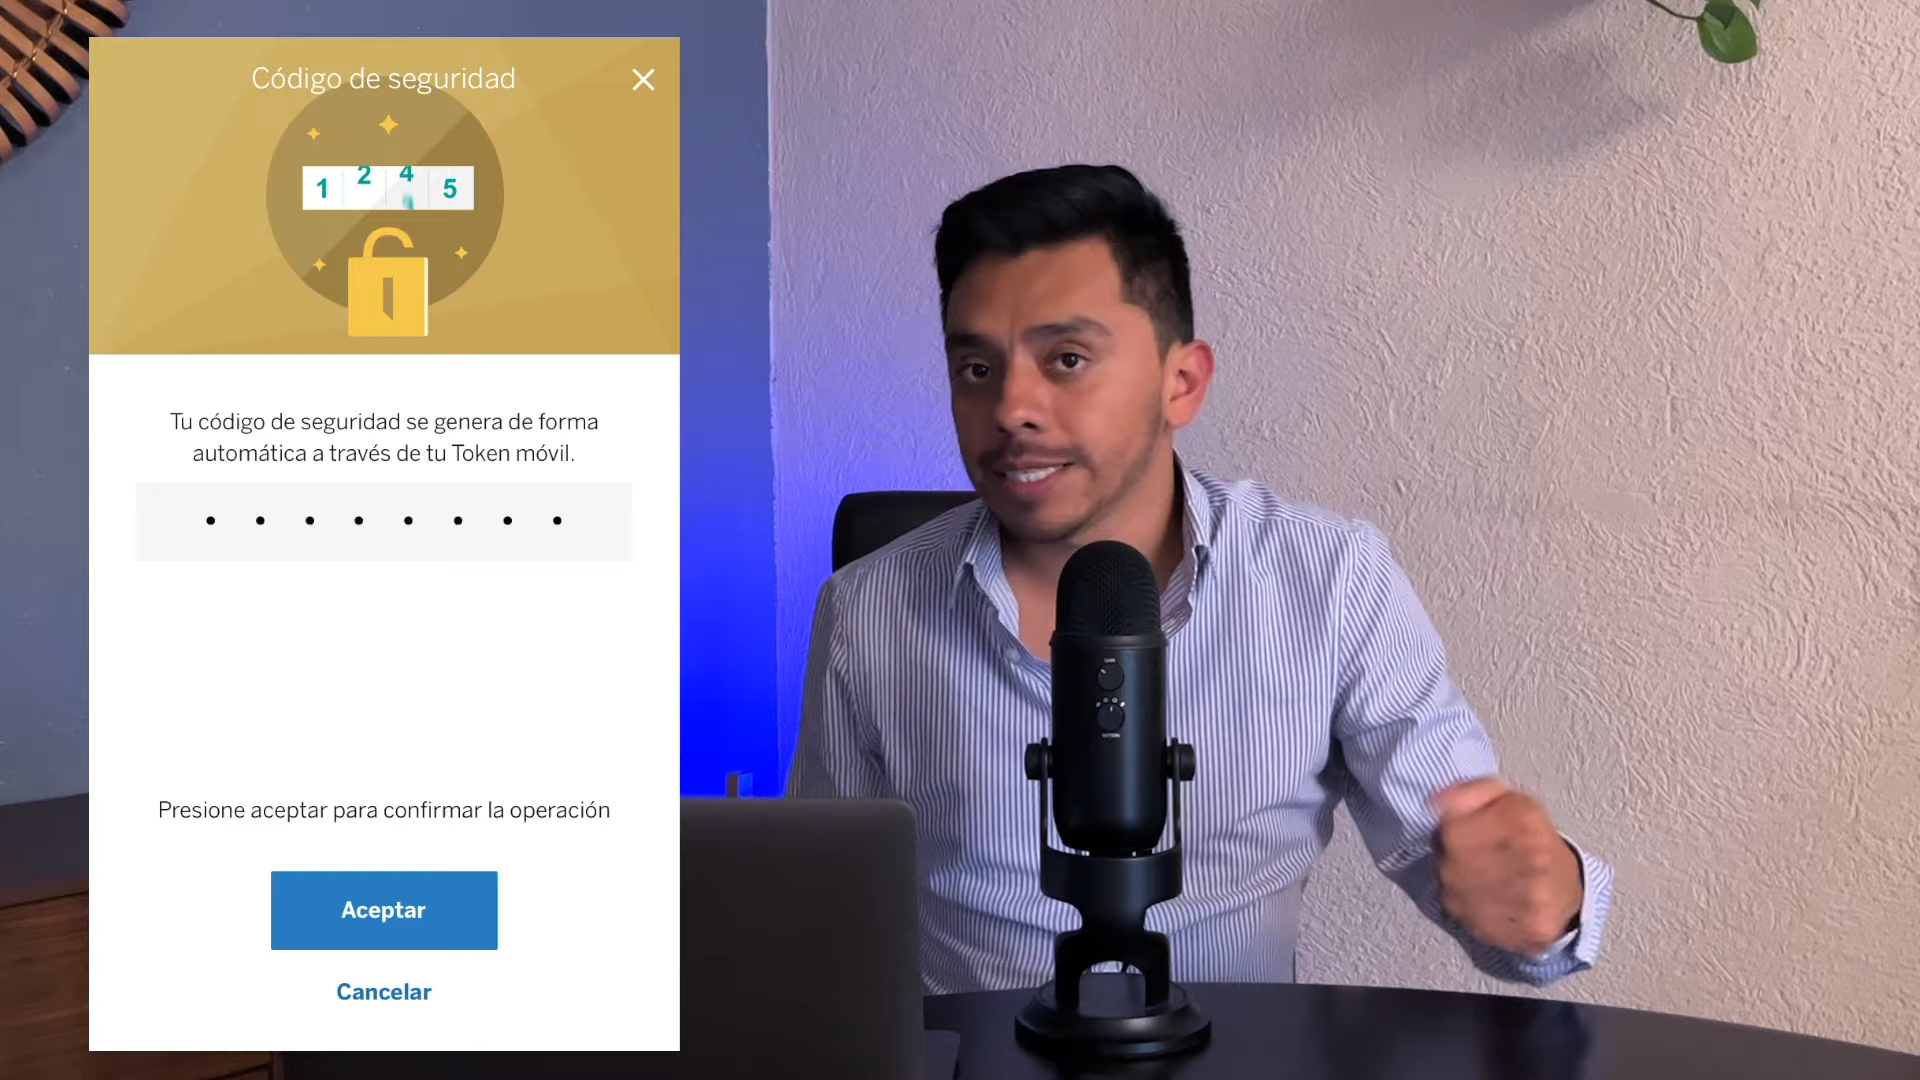 Código de seguridad
1 2 4 5
Tu código de seguridad se genera de forma
automática a través de tu Token móvil.
Presione aceptar para confirmar la operación
Aceptar
Cancelar